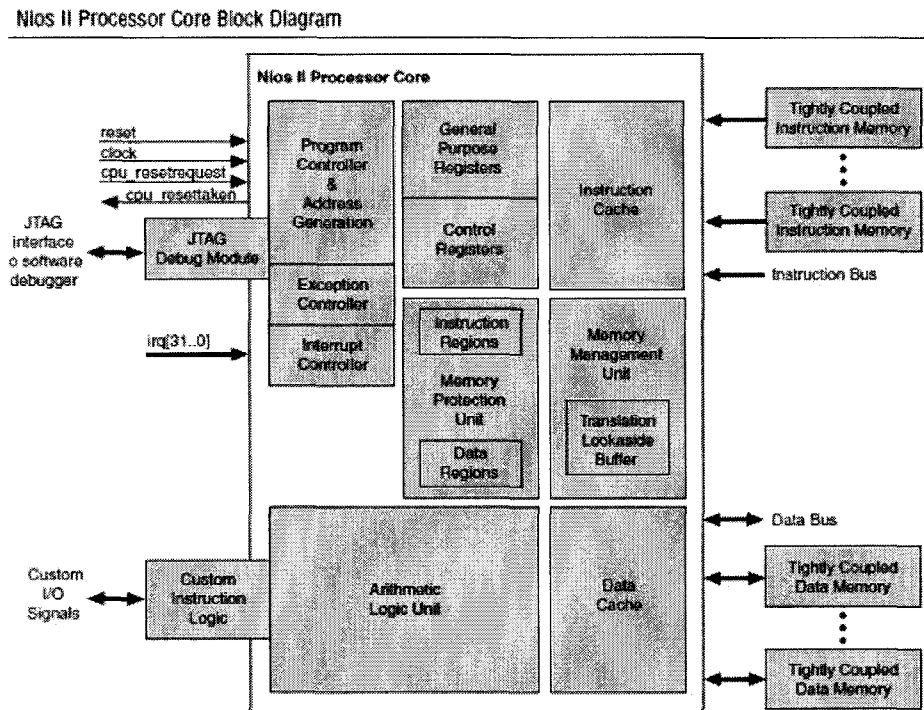 Nios II Processor Core Block Diagram
Nios II Processor Core
reset
clock
cpu_resetrequest
cpu_resettaken
JTAG
interface
o software
debugger
JTAG
Debug Module
irq[31..0]
Program
Controller
&
Address
Generation
Exception
Controller
Interrupt
Controller
General
Purpose
Registers
Control
Registers
Instruction
Cache
Instruction
Regions
Memory
Protection
Unit
Data
Regions
Memory
Management
Unit
Translation
Lookaside
Buffer
Tightly Coupled
Instruction Memory
Tightly Coupled
Instruction Memory
Instruction Bus
Custom
I/O
Signals
Custom
Instruction
Logic
Arithmetic
Logic Unit
Data
Cache
Data Bus
Tightly Coupled
Data Memory
Tightly Coupled
Data Memory